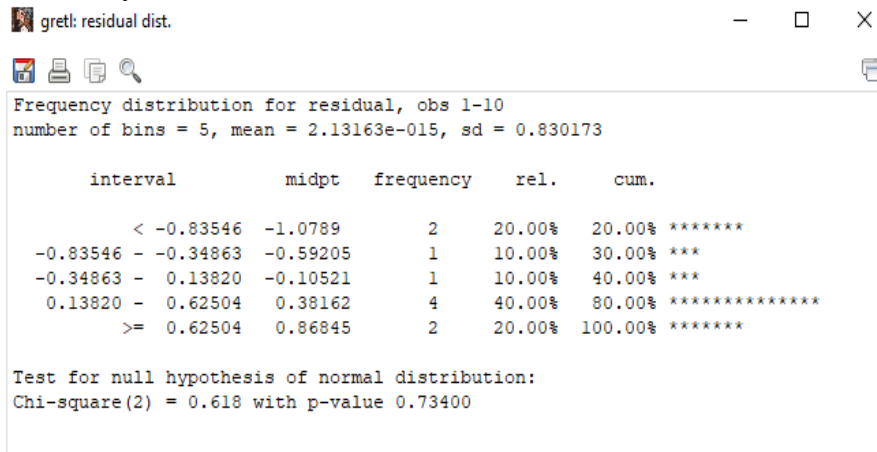 gretl: residual dist.
Frequency distribution for residual, obs 1-10
number of bins = 5, mean = 2.13163e-015, sd = 0.830173
interval midpt frequency rel. cum.
< -0.83546 -1.0789 2 20.00% 20.00% *******
-0.83546 - -0.34863 -0.59205 1 10.00% 30.00% ***
-0.34863 - 0.13820 -0.10521 1 10.00% 40.00% ***
0.13820 - 0.62504 0.38162 4 40.00% 80.00% **************
>= 0.62504 0.86845 2 20.00% 100.00% *******
Test for null hypothesis of normal distribution:
Chi-square(2) = 0.618 with p-value 0.73400